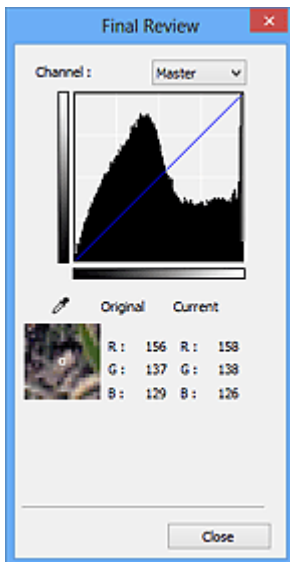 Final Review
Channel : Master
Original Current
R : 156 R : 158
G : 137 G : 138
B : 129 B : 126
Close